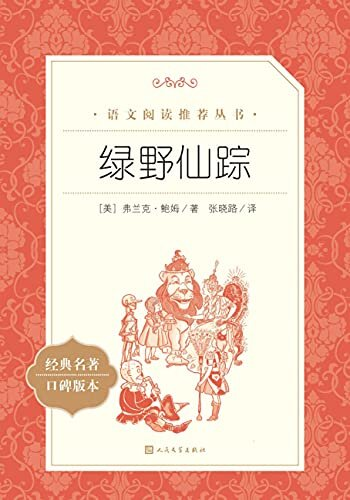 ·语文阅读推荐丛书·
绿野仙踪
[美] 弗兰克·鲍姆/著 张晓路/译
经典名著
口碑版本
人民文学出版社